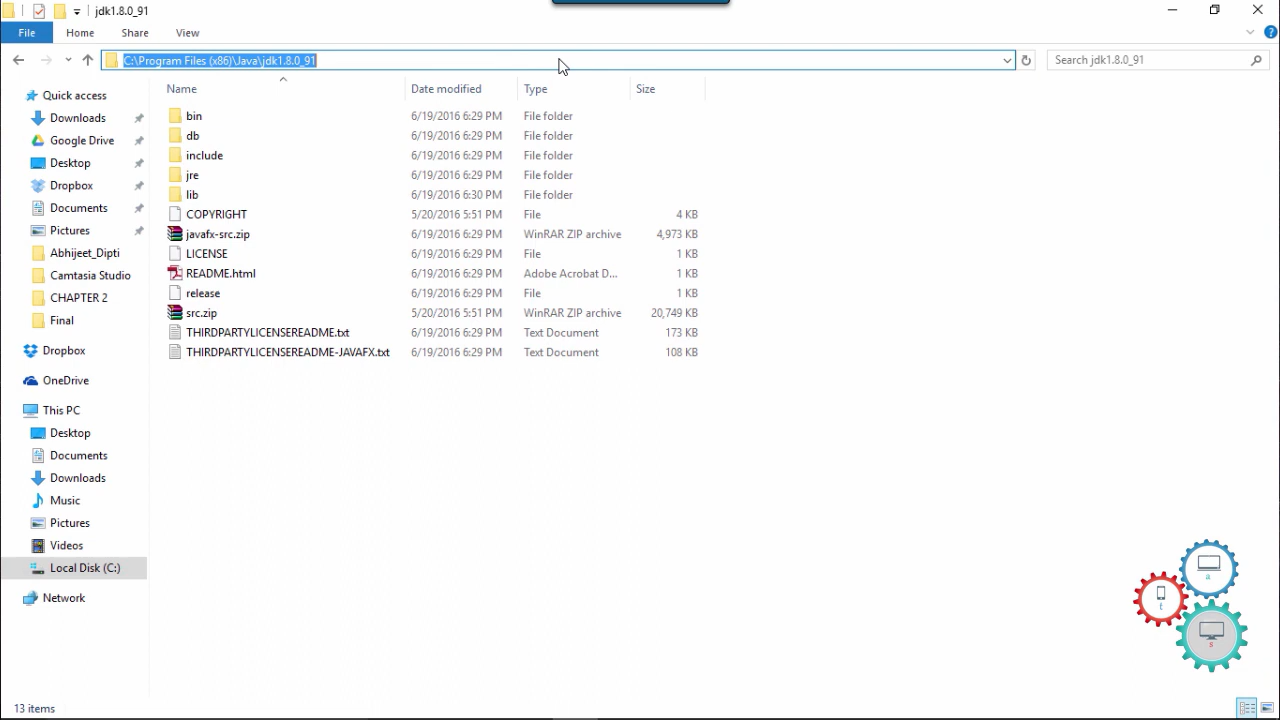 jdk1.8.0_91
File Home Share View
C:\Program Files (x86)\Java\jdk1.8.0_91 Search jdk1.8.0_91
Name Date modified Type Size
Quick access
Downloads
Google Drive
Desktop
Dropbox
Documents
Pictures
Abhijeet_Dipti
Camtasia Studio
CHAPTER 2
Final
Dropbox
OneDrive
This PC
Desktop
Documents
Downloads
Music
Pictures
Videos
Local Disk (C:)
Network
bin 6/19/2016 6:29 PM File folder
db 6/19/2016 6:29 PM File folder
include 6/19/2016 6:29 PM File folder
jre 6/19/2016 6:29 PM File folder
lib 6/19/2016 6:30 PM File folder
COPYRIGHT 5/20/2016 5:51 PM File 4 KB
javafx-src.zip 6/19/2016 6:29 PM WinRAR ZIP archive 4,973 KB
LICENSE 6/19/2016 6:29 PM File 1 KB
README.html 6/19/2016 6:29 PM Adobe Acrobat D... 1 KB
release 6/19/2016 6:29 PM File 1 KB
src.zip 5/20/2016 5:51 PM WinRAR ZIP archive 20,749 KB
THIRDPARTYLICENSEREADME.txt 6/19/2016 6:29 PM Text Document 173 KB
THIRDPARTYLICENSEREADME-JAVAFX.txt 6/19/2016 6:29 PM Text Document 108 KB
a
t
s
13 items